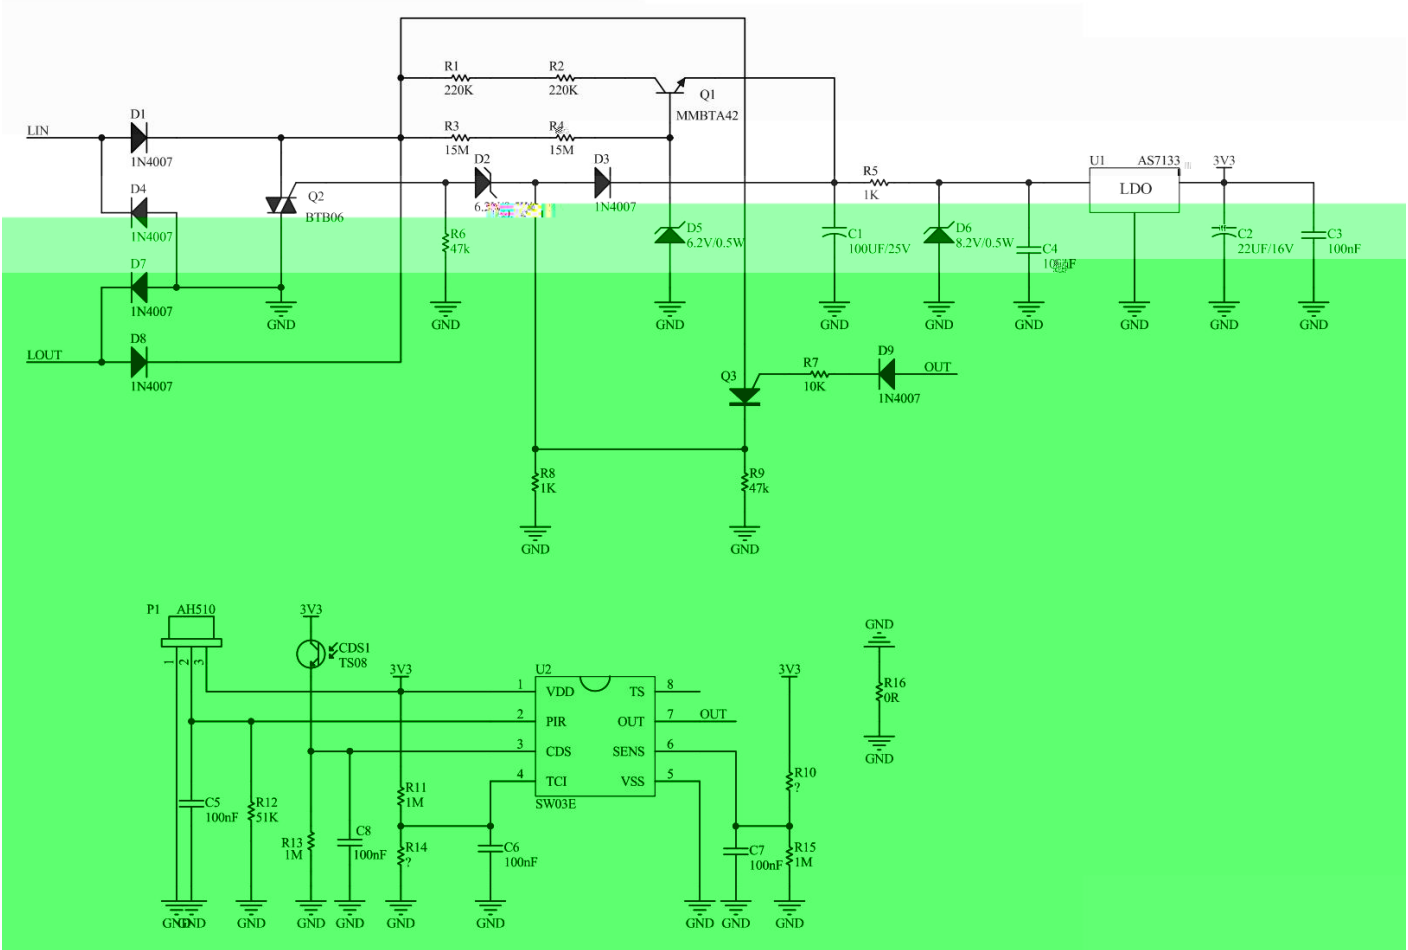 R1
220K
R2
220K
Q1
MMBTA42
LIN
D1
1N4007
R3
15M
R4
15M
D2
D3
1N4007
R5
1K
U1
AS7133
LDO
3V3
D4
1N4007
Q2
BTB06
R6
47k
D5
6.2V/0.5W
C1
100UF/25V
D6
8.2V/0.5W
C4
C2
22UF/16V
C3
100nF
D7
1N4007
GND
GND
GND
GND
GND
GND
GND
GND
GND
LOUT
D8
1N4007
Q3
R7
10K
D9
1N4007
OUT
R8
1K
R9
47k
GND
GND
P1
AH510
1
2
3
3V3
CDS1
TS08
3V3
U2
1
VDD
TS
8
2
PIR
OUT
7
OUT
3
CDS
SENS
6
4
TCI
VSS
5
SW03E
3V3
GND
R16
0R
GND
R10
?
R11
1M
C5
100nF
R12
51K
R13
1M
C8
100nF
R14
?
C6
100nF
C7
100nF
R15
1M
GND
GND
GND
GND
GND
GND
GND
GND
GND
GND